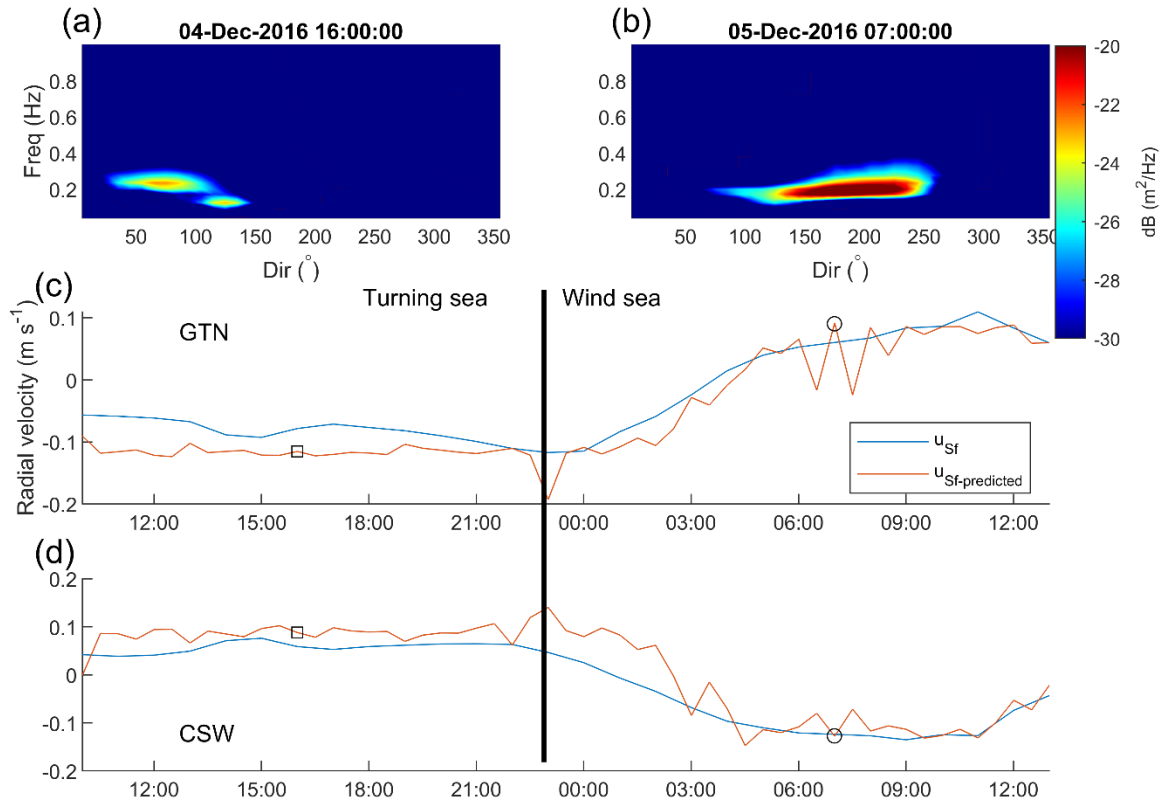 (a)
04-Dec-2016 16:00:00
Freq (Hz)
0.8
0.6
0.4
0.2
50 100 150 200 250 300 350
Dir (°)
(b)
05-Dec-2016 07:00:00
0.8
0.6
0.4
0.2
50 100 150 200 250 300 350
Dir (°)
-20
-22
-24
-26
-28
-30
dB (m²/Hz)
(c)
Turning sea Wind sea
GTN
Radial velocity (m s⁻¹)
0.1
0
-0.1
-0.2
12:00 15:00 18:00 21:00 00:00 03:00 06:00 09:00 12:00
u_Sf
u_Sf-predicted
(d)
0.2
0.1
0
-0.1
-0.2
CSW
12:00 15:00 18:00 21:00 00:00 03:00 06:00 09:00 12:00